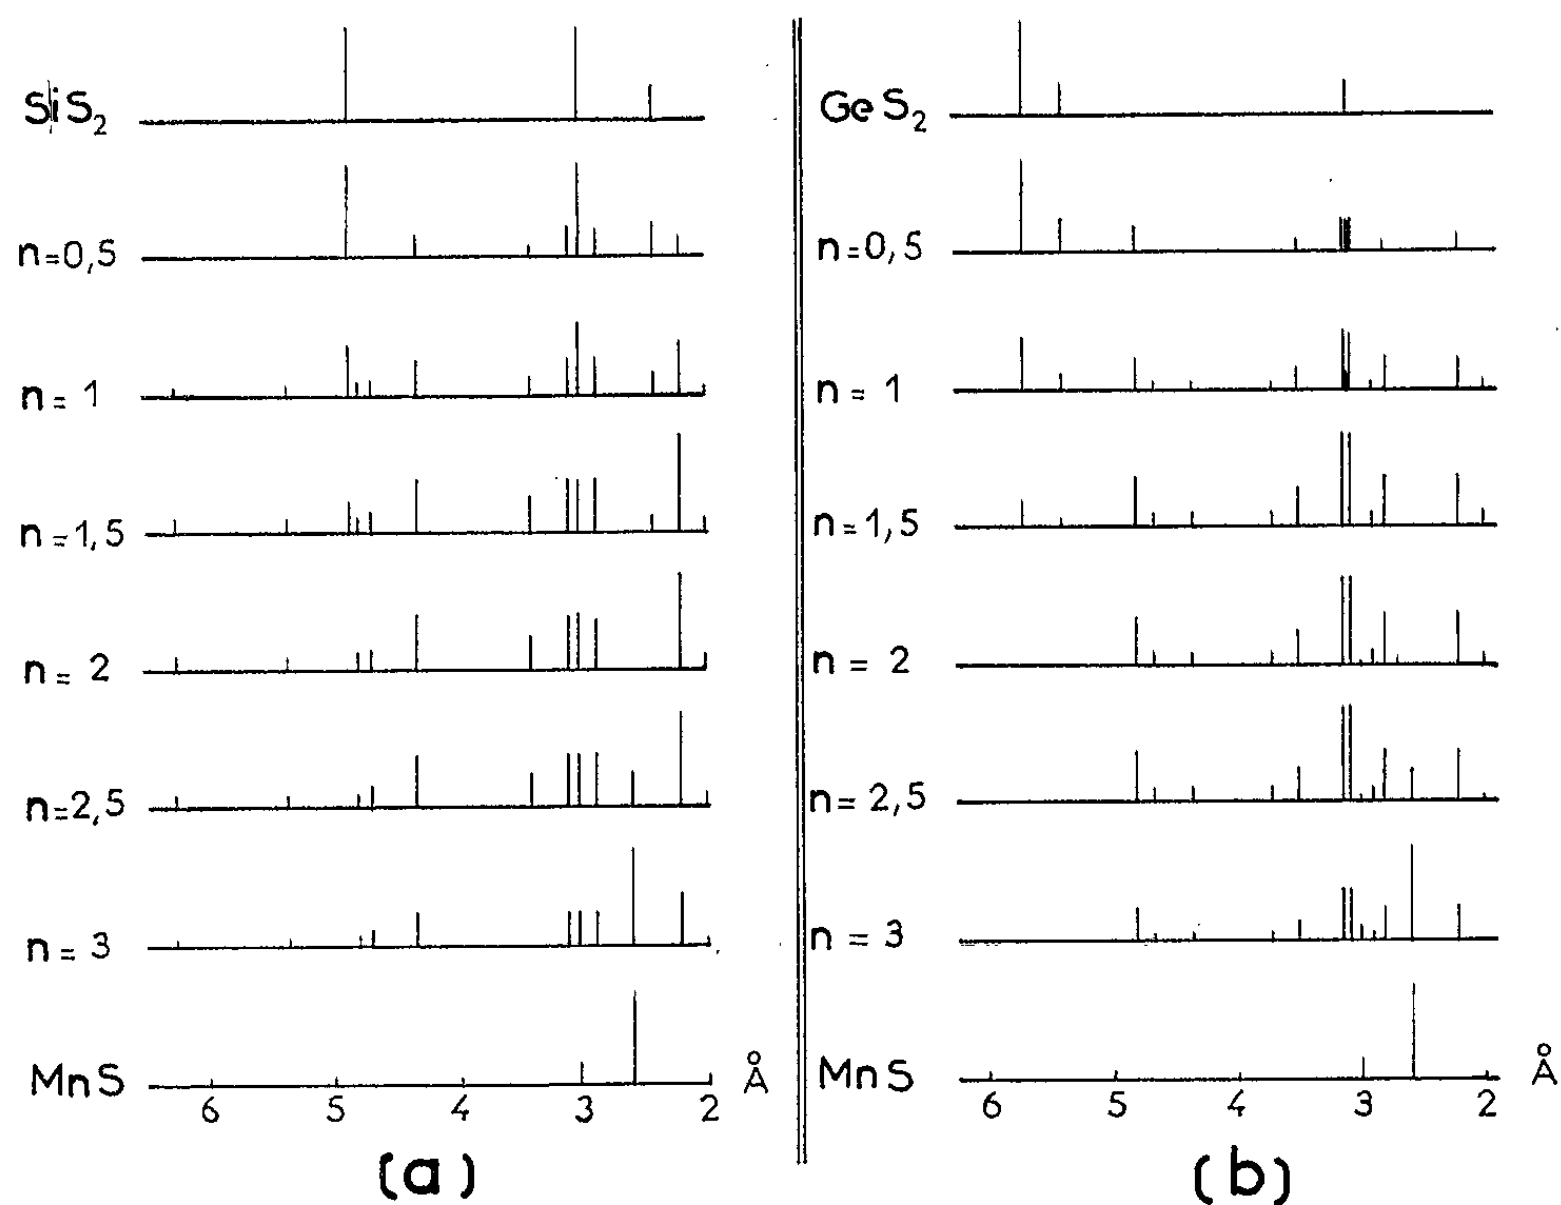 SiS2
n=0,5
n= 1
n=1,5
n= 2
n=2,5
n= 3
MnS
6 5 4 3 2 Å
(a)
GeS2
n=0,5
n= 1
n=1,5
n= 2
n= 2,5
n= 3
MnS
6 5 4 3 2 Å
(b)